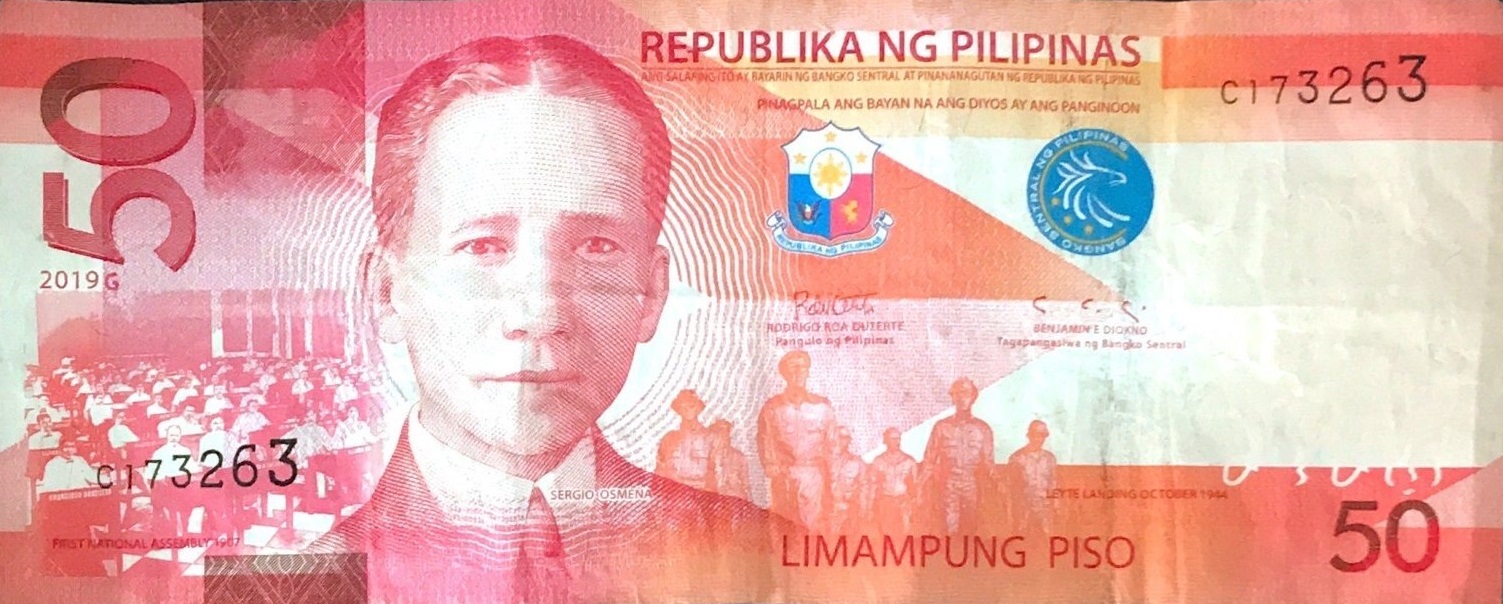 50
2019G
C173263
FIRST NATIONAL ASSEMBLY 1907
SERGIO OSMEÑA
REPUBLIKA NG PILIPINAS
ANG SALAPING ITO AY BAYARIN NG BANGKO SENTRAL AT PINANANAGUTAN NG REPUBLIKA NG PILIPINAS
PINAGPALA ANG BAYAN NA ANG DIYOS AY ANG PANGINOON
C173263
REPUBLIKA NG PILIPINAS
BANGKO SENTRAL NG PILIPINAS
RODRIGO ROA DUTERTE
Pangulo ng Pilipinas
BENJAMIN E DIOKNO
Tagapangasiwa ng Bangko Sentral
LEYTE LANDING OCTOBER 1944
LIMAMPUNG PISO
50